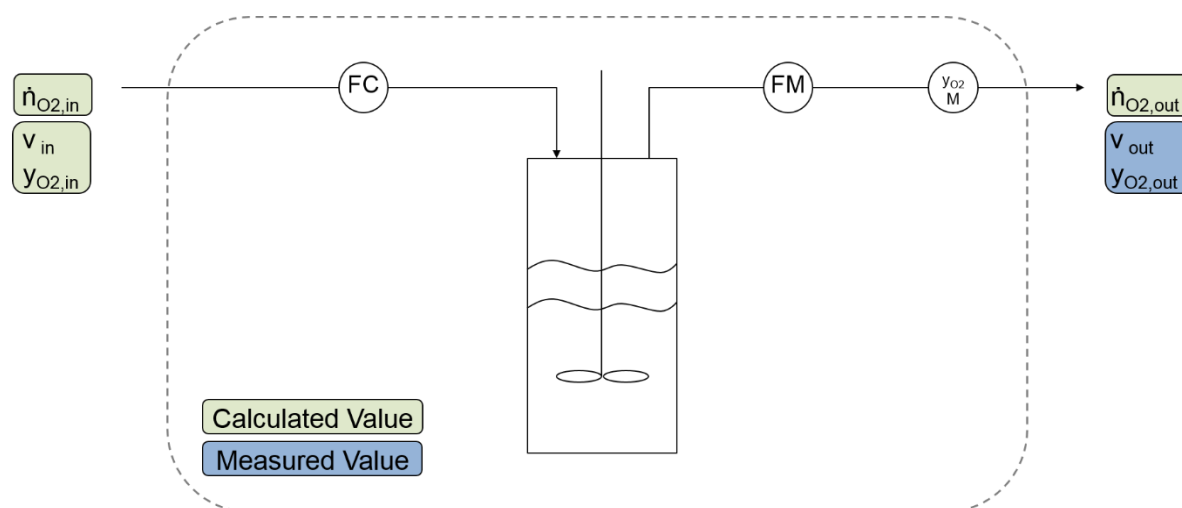 FC
FM
yO2
M
ṅO2,in
v in
yO2,in
ṅO2,out
v out
yO2,out
Calculated Value
Measured Value